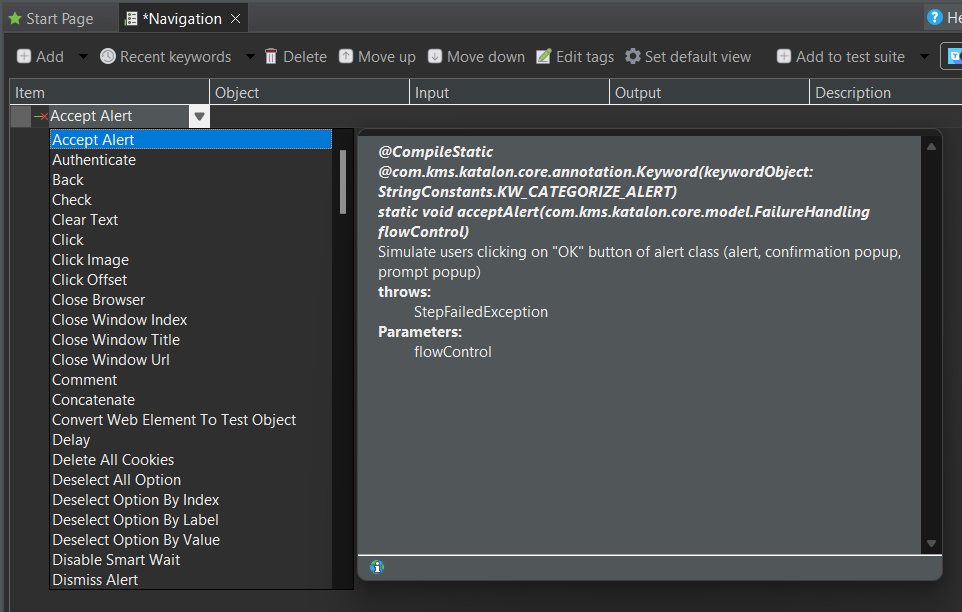 Start Page
*Navigation
He
Add
Recent keywords
Delete
Move up
Move down
Edit tags
Set default view
Add to test suite
Item
Object
Input
Output
Description
Accept Alert
Accept Alert
Authenticate
Back
Check
Clear Text
Click
Click Image
Click Offset
Close Browser
Close Window Index
Close Window Title
Close Window Url
Comment
Concatenate
Convert Web Element To Test Object
Delay
Delete All Cookies
Deselect All Option
Deselect Option By Index
Deselect Option By Label
Deselect Option By Value
Disable Smart Wait
Dismiss Alert
@CompileStatic
@com.kms.katalon.core.annotation.Keyword(keywordObject:
StringConstants.KW_CATEGORIZE_ALERT)
static void acceptAlert(com.kms.katalon.core.model.FailureHandling
flowControl)
Simulate users clicking on "OK" button of alert class (alert, confirmation popup,
prompt popup)
throws:
StepFailedException
Parameters:
flowControl